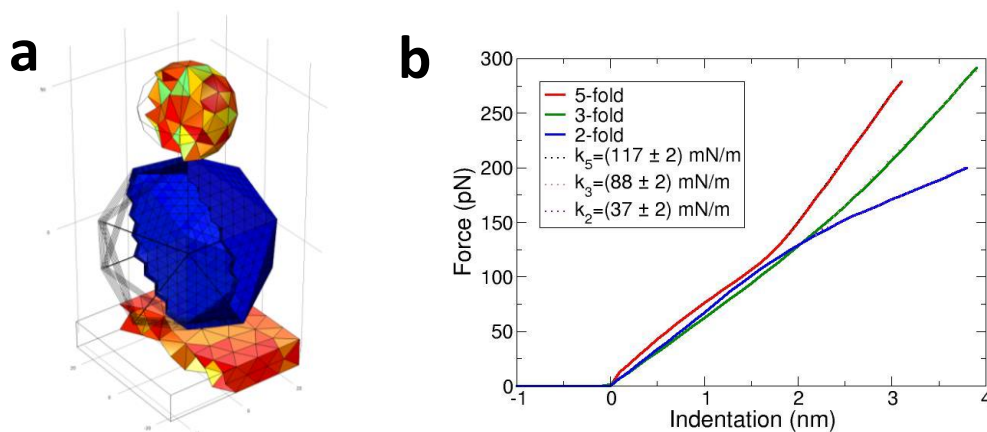 a
b
5-fold
3-fold
2-fold
k5=(117 ± 2) mN/m
k3=(88 ± 2) mN/m
k2=(37 ± 2) mN/m
300
250
200
150
100
50
0
Force (pN)
-1 0 1 2 3 4
Indentation (nm)